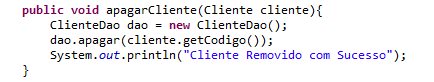 public void apagarCliente(Cliente cliente){
ClienteDao dao = new ClienteDao();
dao.apagar(cliente.getCodigo());
System.out.println("Cliente Removido com Sucesso");
}